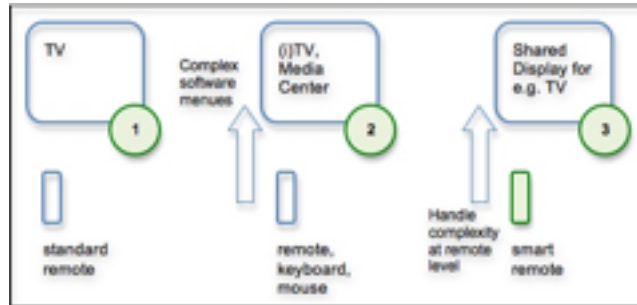 TV
1
Complex
software
menues
(i)TV,
Media
Center
2
Shared
Display for
e.g. TV
3
standard
remote
remote,
keyboard,
mouse
Handle
complexity
at remote
level
smart
remote